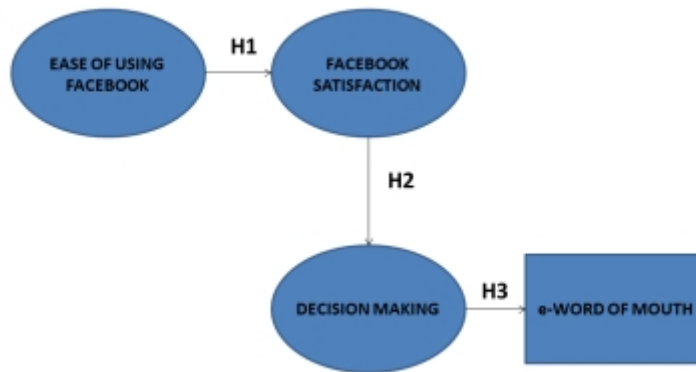 H1
EASE OF USING
FACEBOOK
FACEBOOK
SATISFACTION
H2
DECISION MAKING
H3
e-WORD OF MOUTH